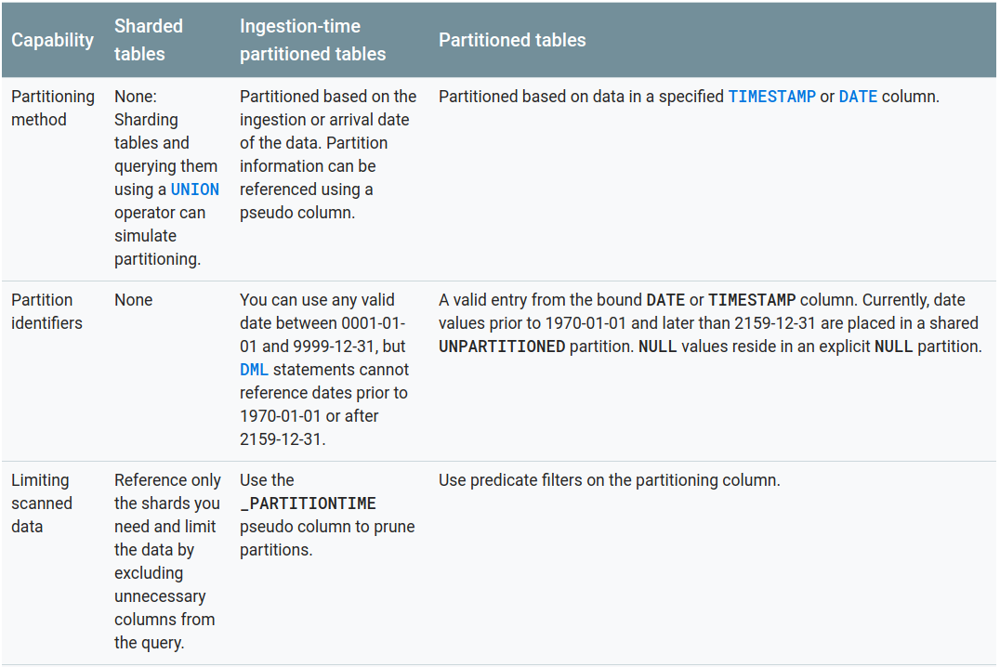 Capability
Sharded
tables
Ingestion-time
partitioned tables
Partitioned tables
Partitioning
method
None:
Sharding
tables and
querying them
using a UNION
operator can
simulate
partitioning.
Partitioned based on the
ingestion or arrival date
of the data. Partition
information can be
referenced using a
pseudo column.
Partitioned based on data in a specified TIMESTAMP or DATE column.
Partition
identifiers
None
You can use any valid
date between 0001-01-
01 and 9999-12-31, but
DML statements cannot
reference dates prior to
1970-01-01 or after
2159-12-31.
A valid entry from the bound DATE or TIMESTAMP column. Currently, date
values prior to 1970-01-01 and later than 2159-12-31 are placed in a shared
UNPARTITIONED partition. NULL values reside in an explicit NULL partition.
Limiting
scanned
data
Reference only
the shards you
need and limit
the data by
excluding
unnecessary
columns from
the query.
Use the
_PARTITIONTIME
pseudo column to prune
partitions.
Use predicate filters on the partitioning column.